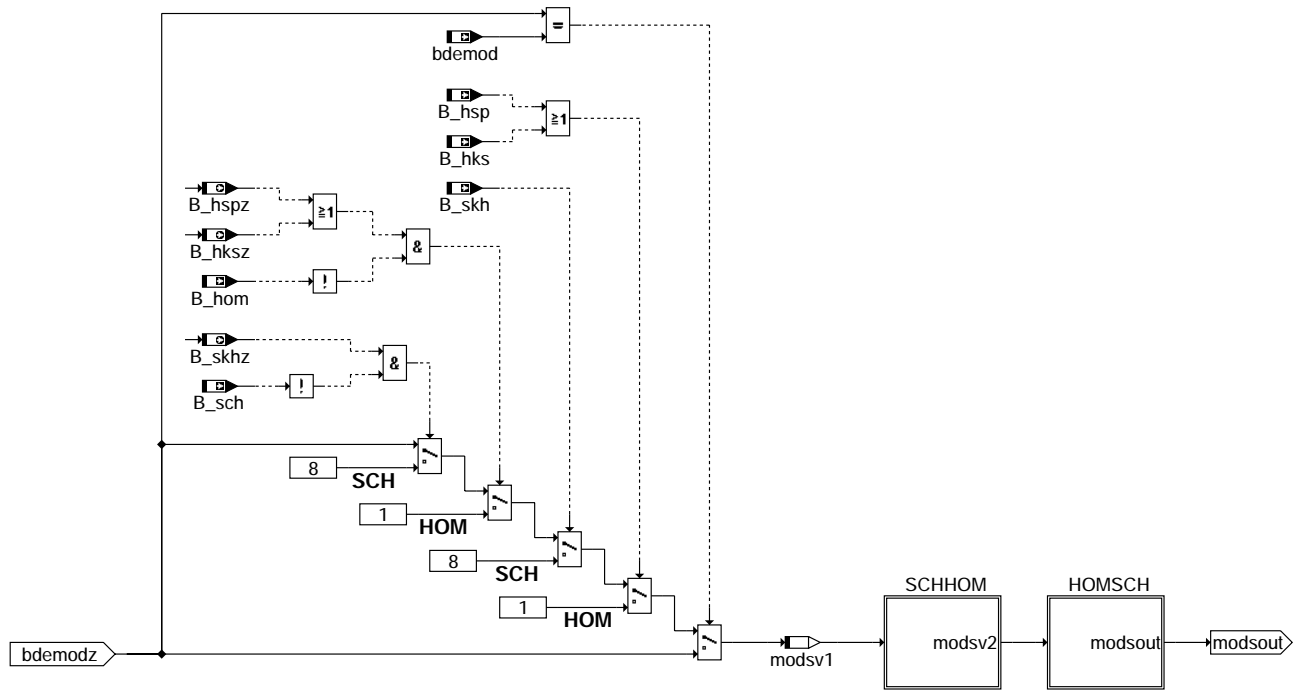 =
bdemod
B_hsp
≧1
B_hks
B_skh
B_hspz
≧1
B_hksz
&
B_hom
!
B_skhz
&
B_sch
!
8
SCH
1
HOM
8
SCH
1
HOM
bdemodz
modsv1
SCHHOM
modsv2
HOMSCH
modsout
modsout